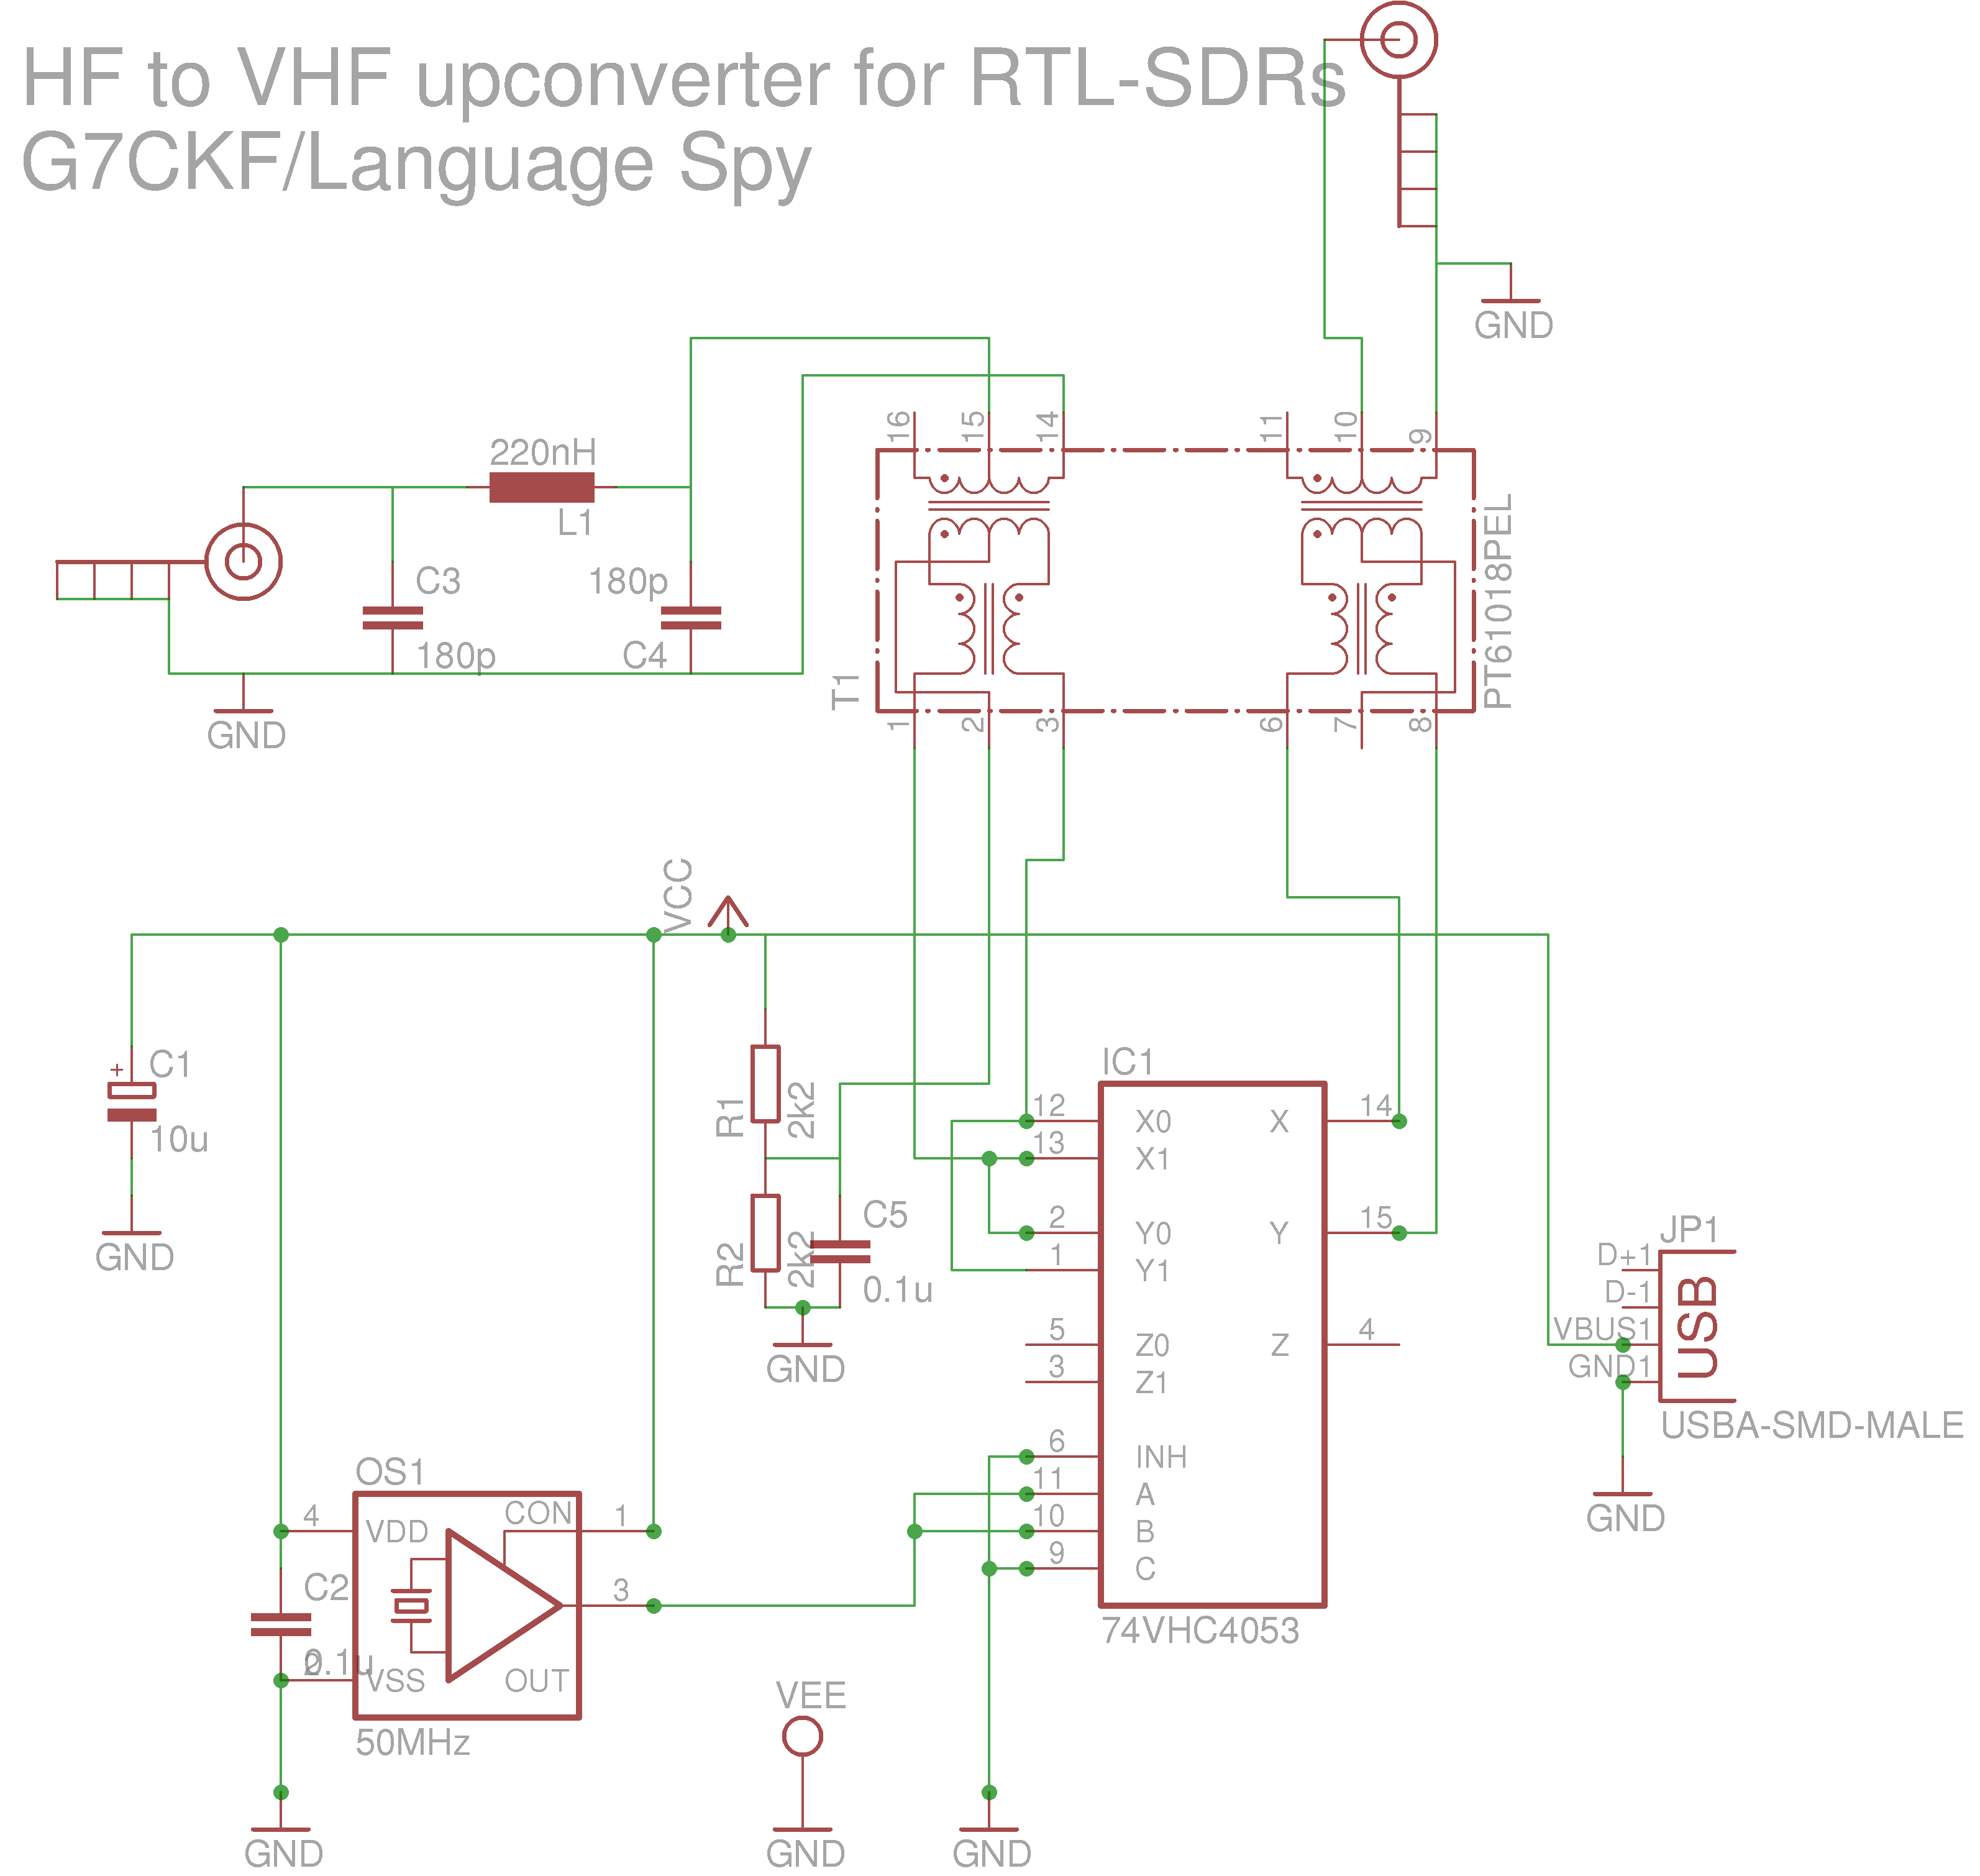 HF to VHF upconverter for RTL-SDRs
G7CKF/Language Spy
GND
16
15
14
11
10
9
220nH
L1
C3
180p
180p
C4
GND
T1
PT61018PEL
1
2
3
6
7
8
VCC
C1
+
10u
GND
R1
2k2
R2
2k2
C5
0.1u
GND
IC1
12
X0
X
14
13
X1
2
Y0
Y
15
1
Y1
5
Z0
Z
4
3
Z1
6
INH
11
A
10
B
9
C
74VHC4053
JP1
D+1
D-1
VBUS1
GND1
USB
USBA-SMD-MALE
GND
OS1
4
VDD
CON
1
3
C2
0.1u
2
VSS
OUT
50MHz
GND
VEE
GND
GND